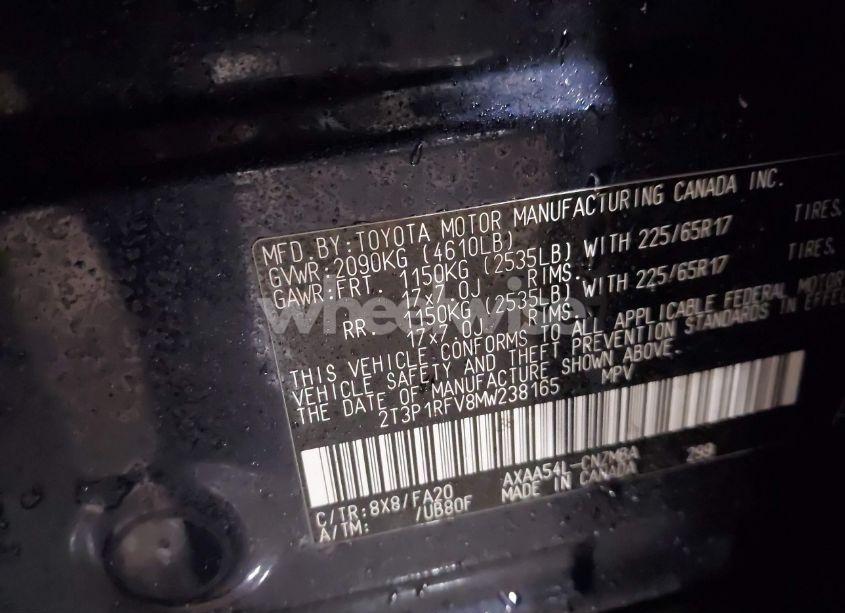 MFD.BY:TOYOTA MOTOR MANUFACTURING CANADA INC.
GVWR:2090KG (4610LB)
GAWR:FRT. 1150KG (2535LB) WITH 225/65R17 TIRES.
17x7.0J RIMS.
RR. 1150KG (2535LB) WITH 225/65R17 TIRES.
17x7.0J RIMS.
THIS VEHICLE CONFORMS TO ALL APPLICABLE FEDERAL MOTOR
VEHICLE SAFETY AND THEFT PREVENTION STANDARDS IN EFFECT
THE DATE OF MANUFACTURE SHOWN ABOVE.
2T3P1RFV8MW238165 MPV
C/TR:8X8/FA20 AXAA54L-CNZMBA 299
A/TM: /UB80F MADE IN CANADA